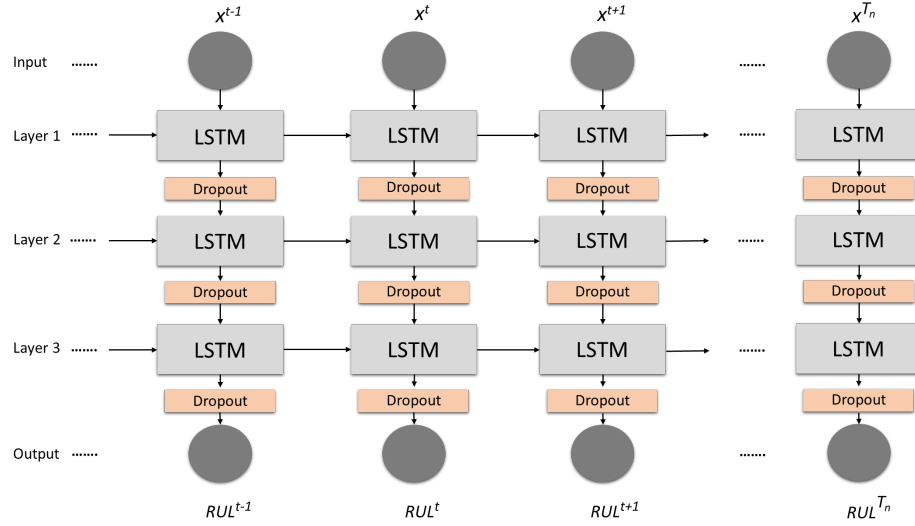 x^{t-1} x^{t} x^{t+1} x^{T_n}
Input ....... .......
Layer 1 ....... LSTM LSTM LSTM ....... LSTM
Dropout Dropout Dropout Dropout
Layer 2 ....... LSTM LSTM LSTM ....... LSTM
Dropout Dropout Dropout Dropout
Layer 3 ....... LSTM LSTM LSTM ....... LSTM
Dropout Dropout Dropout Dropout
Output ....... .......
RUL^{t-1} RUL^{t} RUL^{t+1} RUL^{T_n}